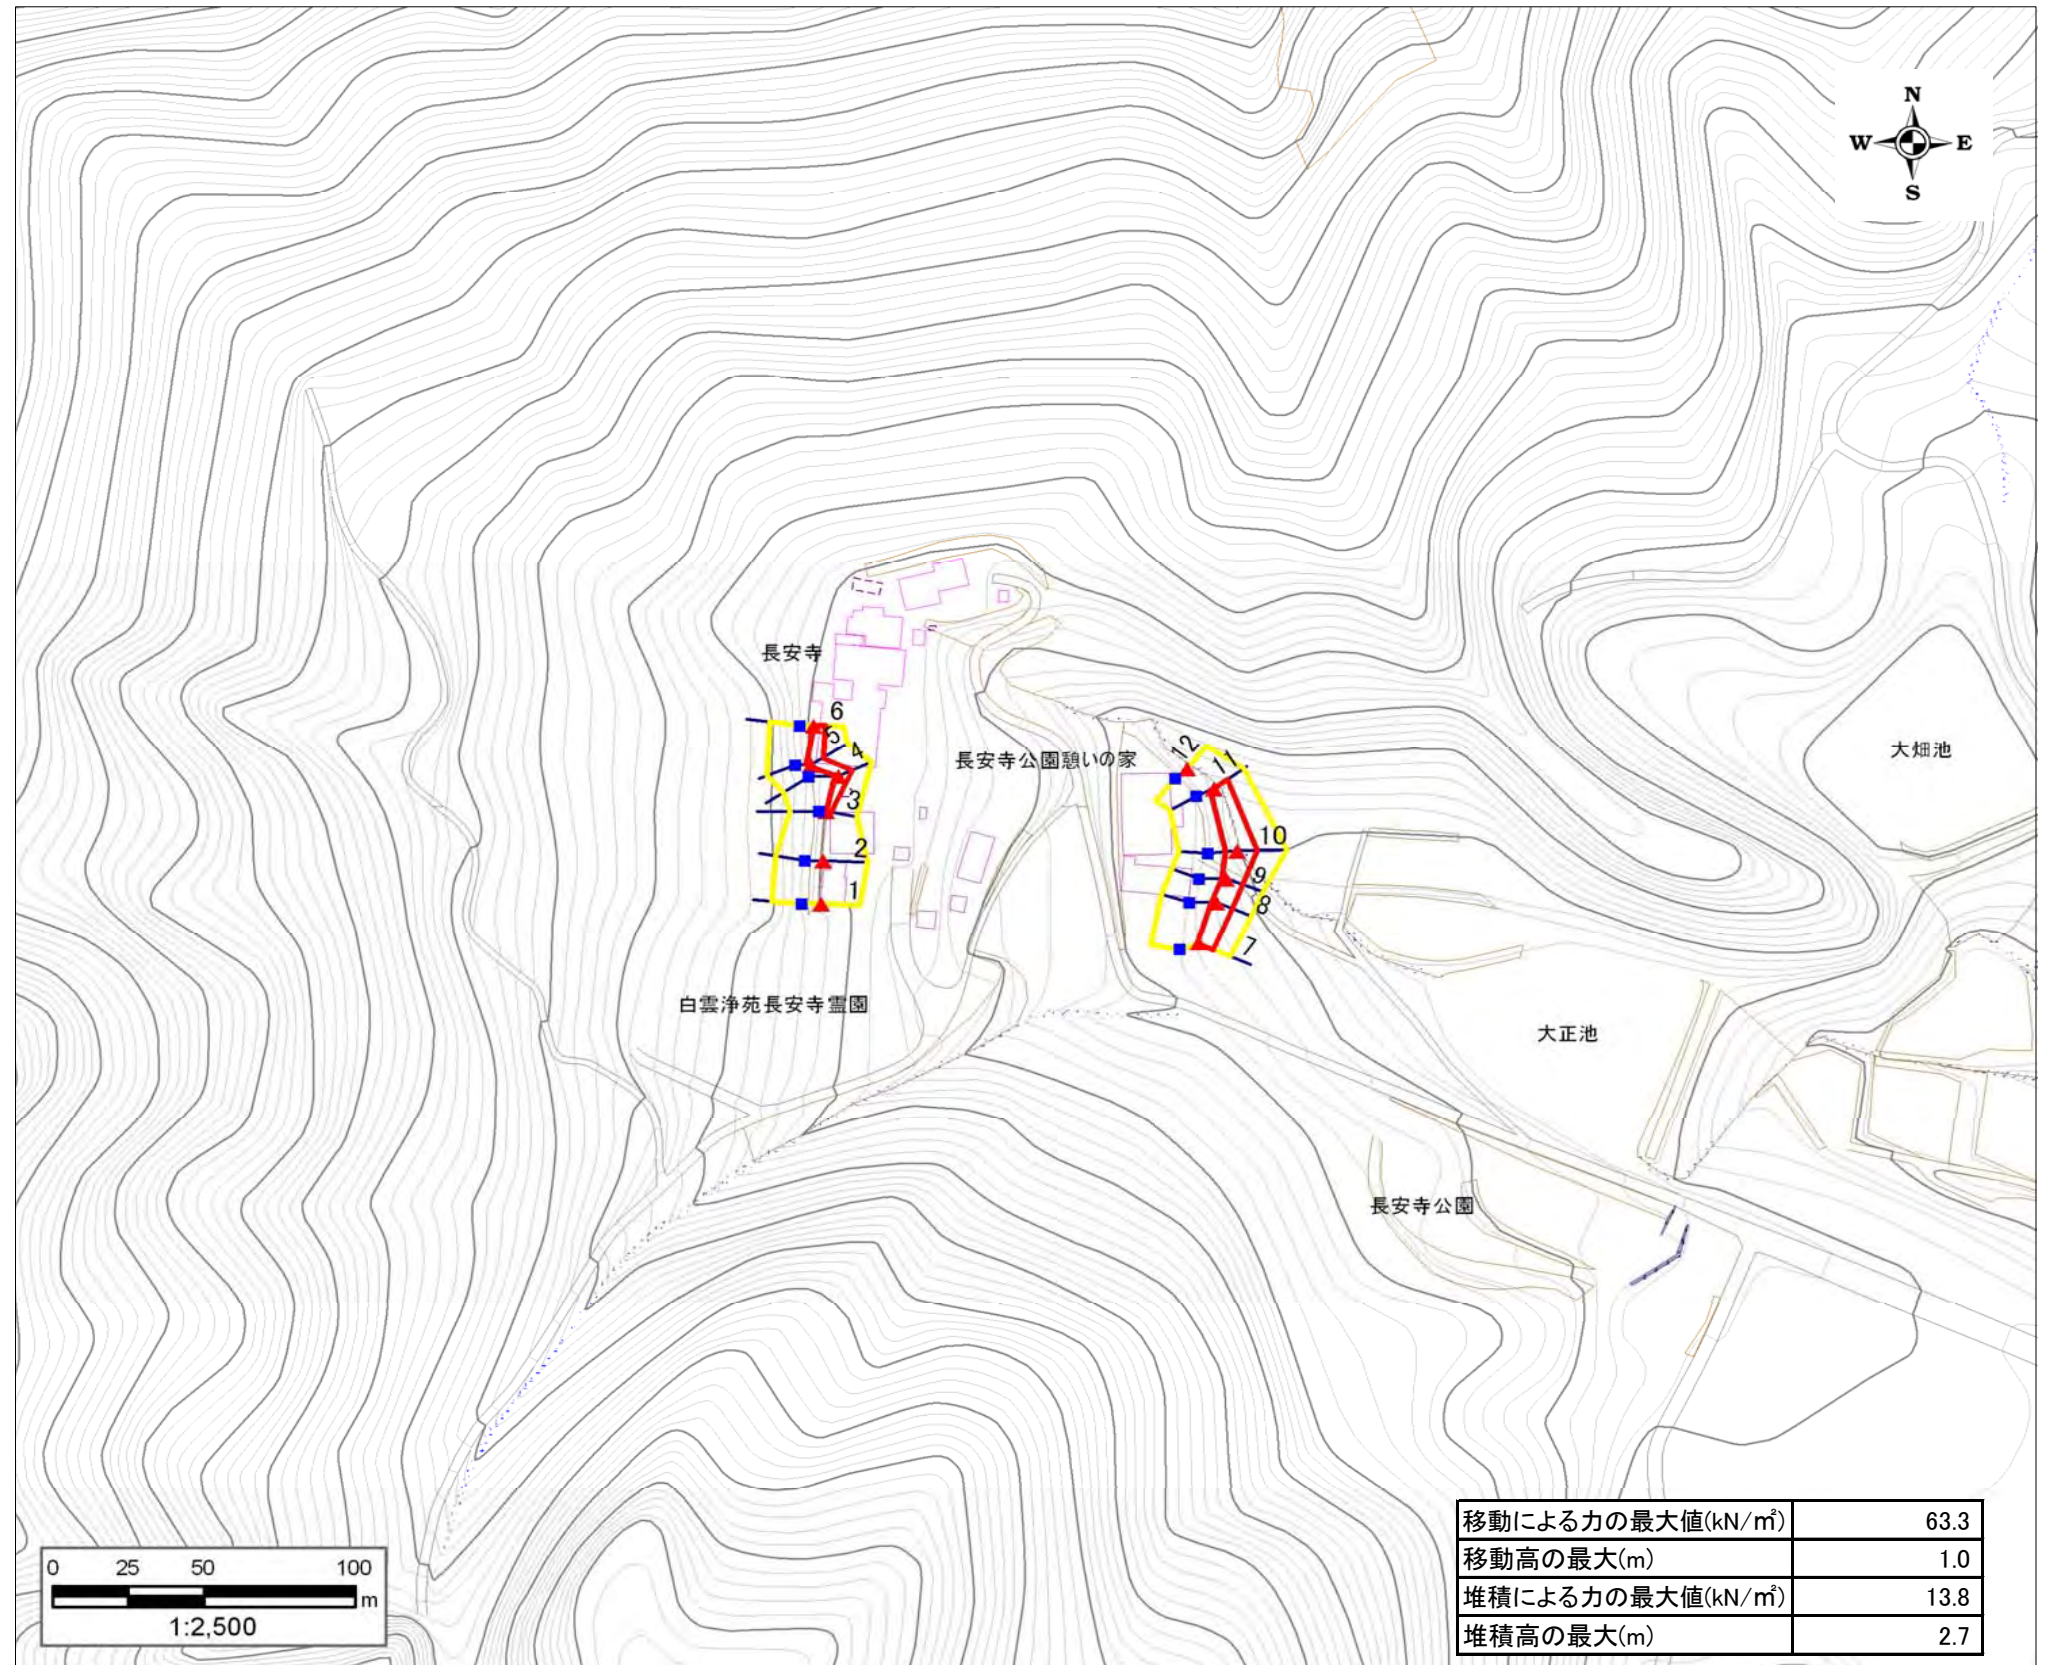 N
W E
S
長安寺
6
5
4
3
2
1
長安寺公園憩いの家
12
11
10
9
8
7
大畑池
白雲浄苑長安寺霊園
大正池
長安寺公園
移動による力の最大値(kN/㎡) 63.3
移動高の最大(m) 1.0
堆積による力の最大値(kN/㎡) 13.8
堆積高の最大(m) 2.7
0 25 50 100
m
1:2,500